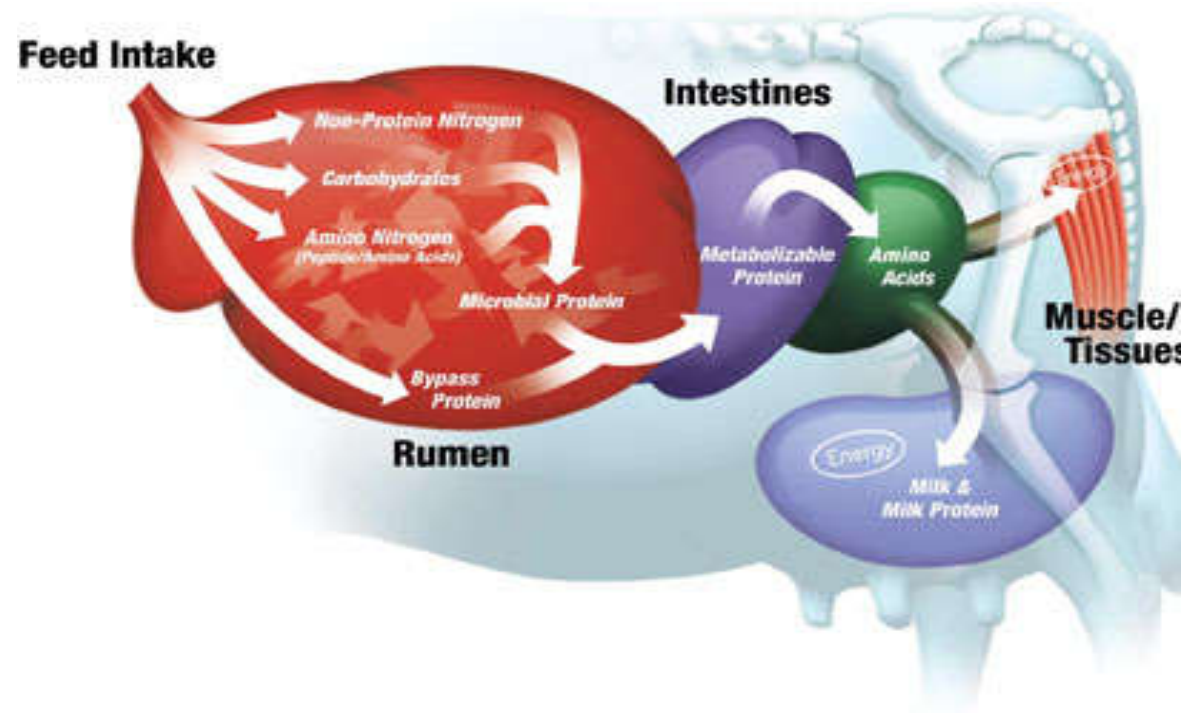 Feed Intake
Intestines
Non-Protein Nitrogen
Carbohydrates
Amino Nitrogen
(Peptide/Amino Acids)
Microbial Protein
Bypass
Protein
Rumen
Metabolizable
Protein
Amino
Acids
Energy
Muscle/
Tissues
Energy
Milk &
Milk Protein